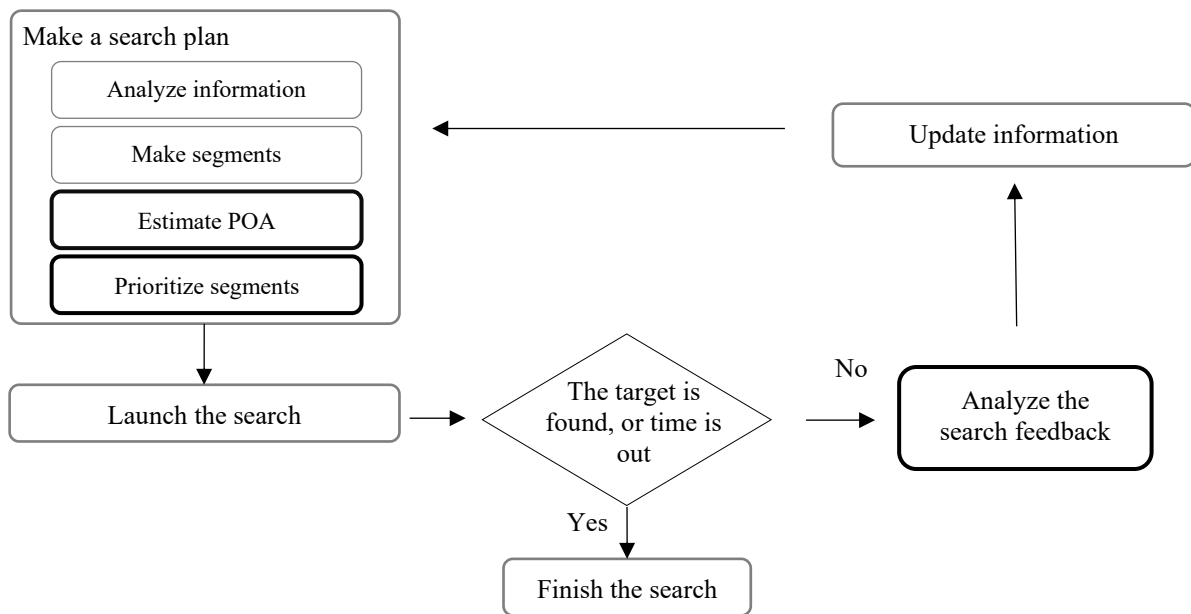 Make a search plan
Analyze information
Make segments
Estimate POA
Prioritize segments
Update information
Launch the search
The target is
found, or time is
out
No
Analyze the
search feedback
Yes
Finish the search